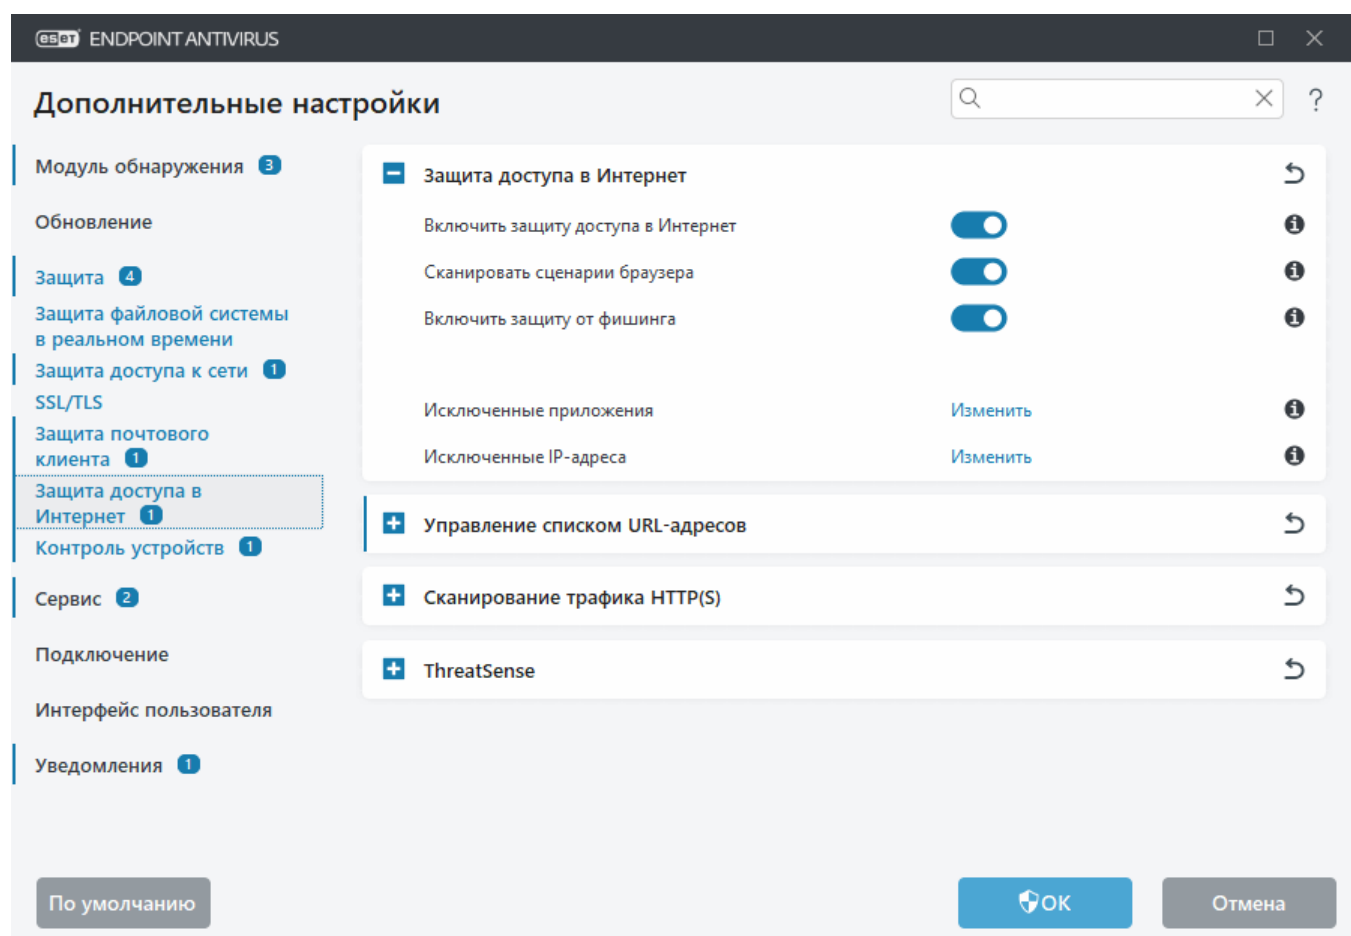 eset ENDPOINT ANTIVIRUS
Дополнительные настройки
?
Модуль обнаружения 3
Обновление
Защита 4
Защита файловой системы
в реальном времени
Защита доступа к сети 1
SSL/TLS
Защита почтового
клиента 1
Защита доступа в
Интернет 1
Контроль устройств 1
Сервис 2
Подключение
Интерфейс пользователя
Уведомления 1
Защита доступа в Интернет
Включить защиту доступа в Интернет
Сканировать сценарии браузера
Включить защиту от фишинга
Исключенные приложения Изменить
Исключенные IP-адреса Изменить
Управление списком URL-адресов
Сканирование трафика HTTP(S)
ThreatSense
По умолчанию
ОК
Отмена